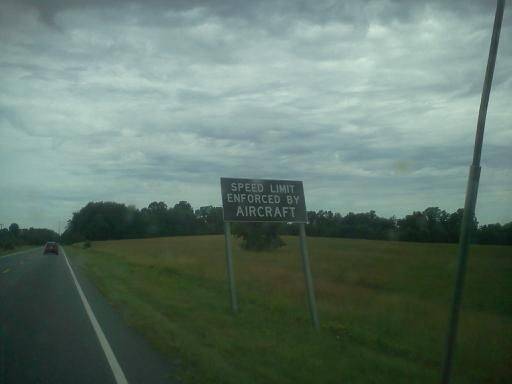 SPEED LIMIT
ENFORCED BY
AIRCRAFT